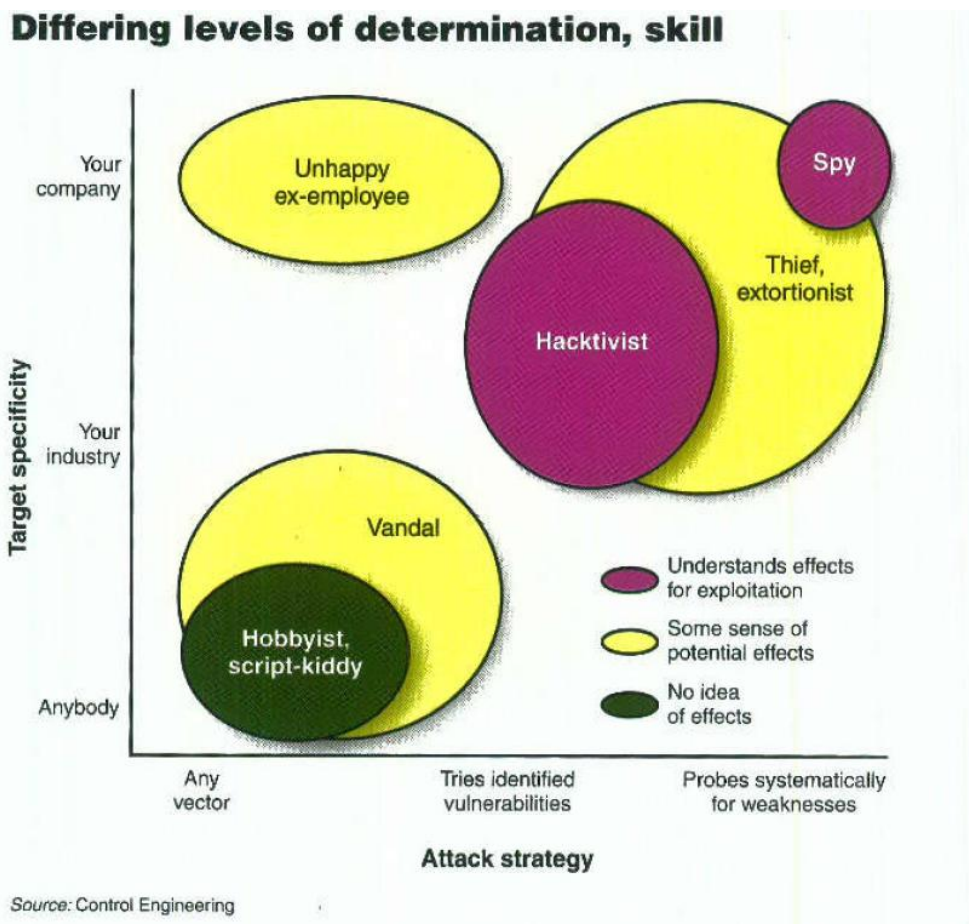 Differing levels of determination, skill
Your
company
Unhappy
ex-employee
Spy
Thief,
extortionist
Hacktivist
Target specificity
Your
industry
Vandal
Understands effects
for exploitation
Some sense of
potential effects
Hobbyist,
script-kiddy
No idea
of effects
Anybody
Any
vector
Tries identified
vulnerabilities
Probes systematically
for weaknesses
Attack strategy
Source: Control Engineering